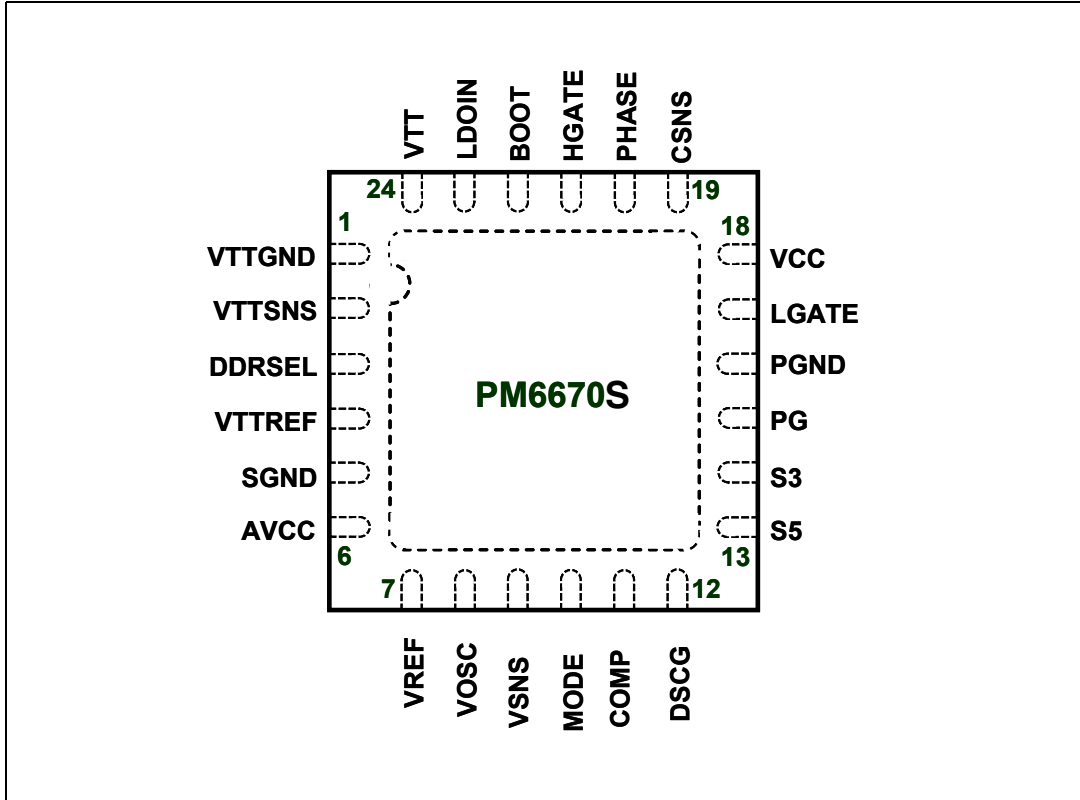 VTT
LDOIN
BOOT
HGATE
PHASE
CSNS
24
19
1
18
VTTGND
VCC
VTTSNS
LGATE
DDRSEL
PGND
PM6670S
VTTREF
PG
SGND
S3
AVCC
S5
6
13
7
12
VREF
VOSC
VSNS
MODE
COMP
DSCG